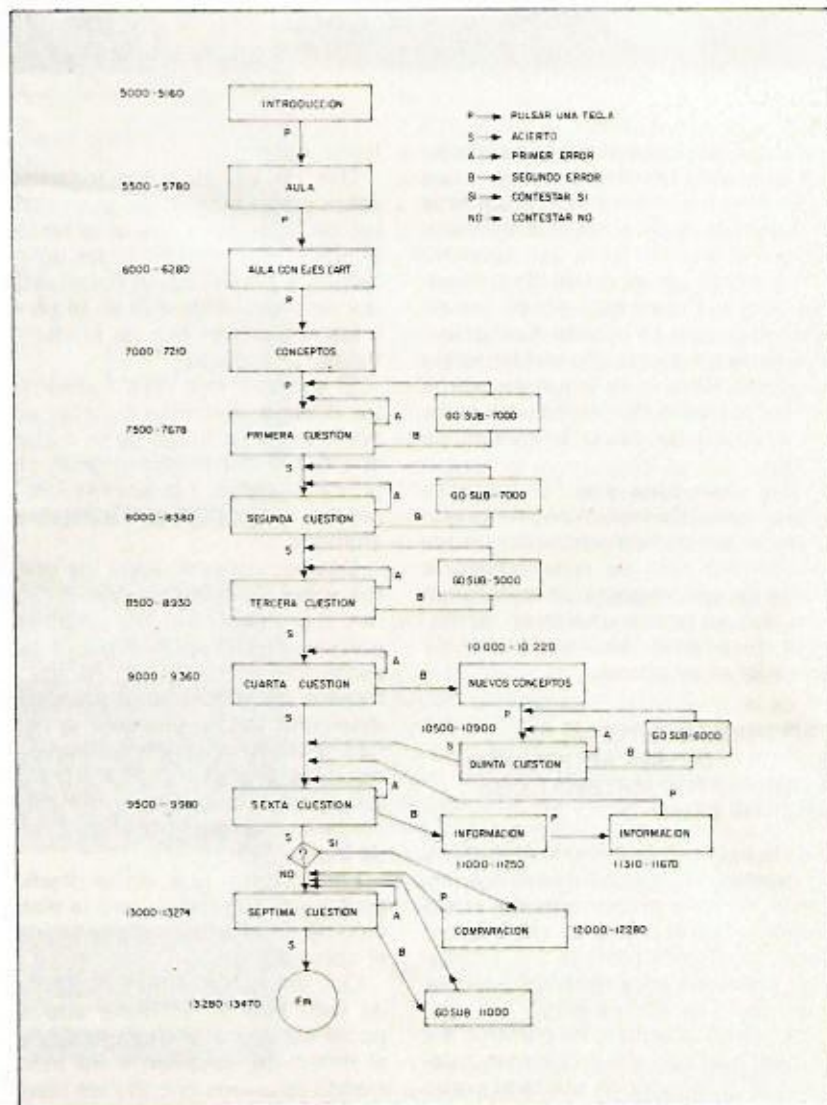 5000-5160
INTRODUCCION
P
P → PULSAR UNA TECLA
S → ACIERTO
A → PRIMER ERROR
B → SEGUNDO ERROR
SI → CONTESTAR SI
NO → CONTESTAR NO
5500-5780
AULA
P
6000-6280
AULA CON EJES CART
P
7000-7210
CONCEPTOS
P
A
GO SUB-7000
7500-7678
PRIMERA CUESTION
B
S
A
GO SUB-7000
8000-8380
SEGUNDA CUESTION
B
S
A
GO SUB-5000
8500-8930
TERCERA CUESTION
B
S
10.000-10.220
A
9000-9360
CUARTA CUESTION
B
NUEVOS CONCEPTOS
S
10500-10900
P
A
GO SUB-6000
S
QUINTA CUESTION
B
P
A
9500-9980
SEXTA CUESTION
B
INFORMACION
P
INFORMACION
11000-11250
11310-11670
S
?
SI
NO
P
13000-13274
SEPTIMA CUESTION
A
COMPARACION
12000-12280
S
B
13280-13470
Fin
GOSUB 11000